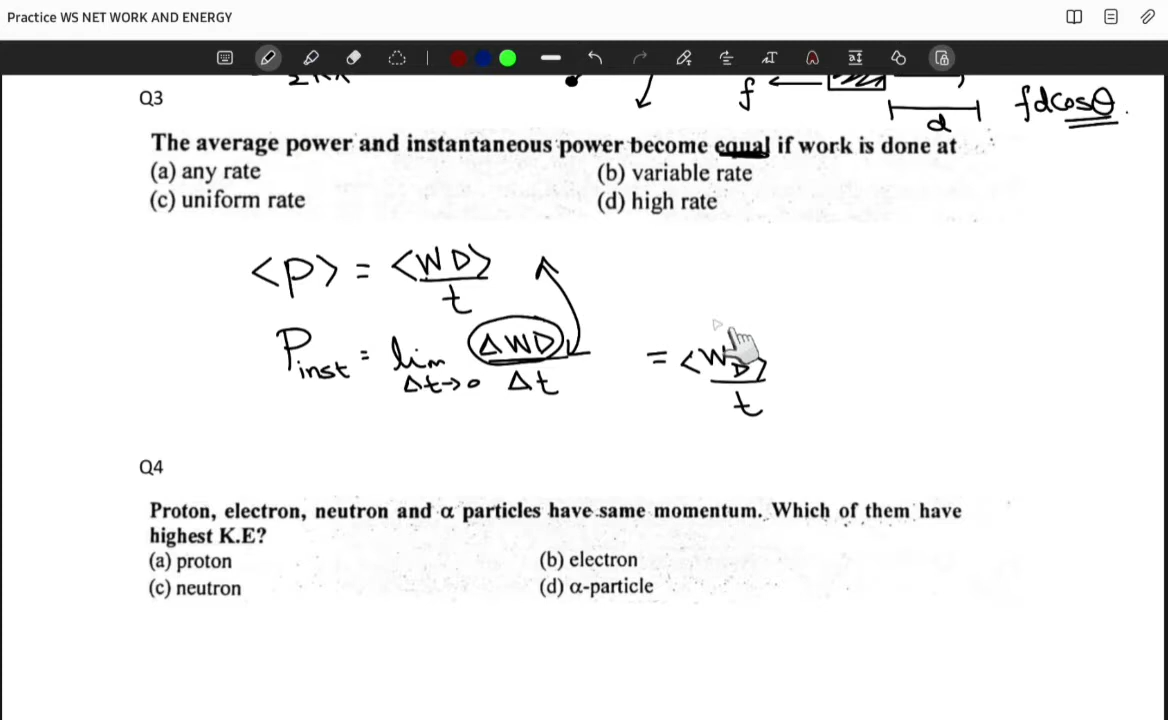 Practice WS NET WORK AND ENERGY
f
d
fdcosθ.
Q3
The average power and instantaneous power become equal if work is done at
(a) any rate (b) variable rate
(c) uniform rate (d) high rate
<P> = <WD>/t
Pinst = lim Δt→0 ΔWD/Δt = <WD>/t
Q4
Proton, electron, neutron and α particles have same momentum. Which of them have
highest K.E?
(a) proton (b) electron
(c) neutron (d) α-particle